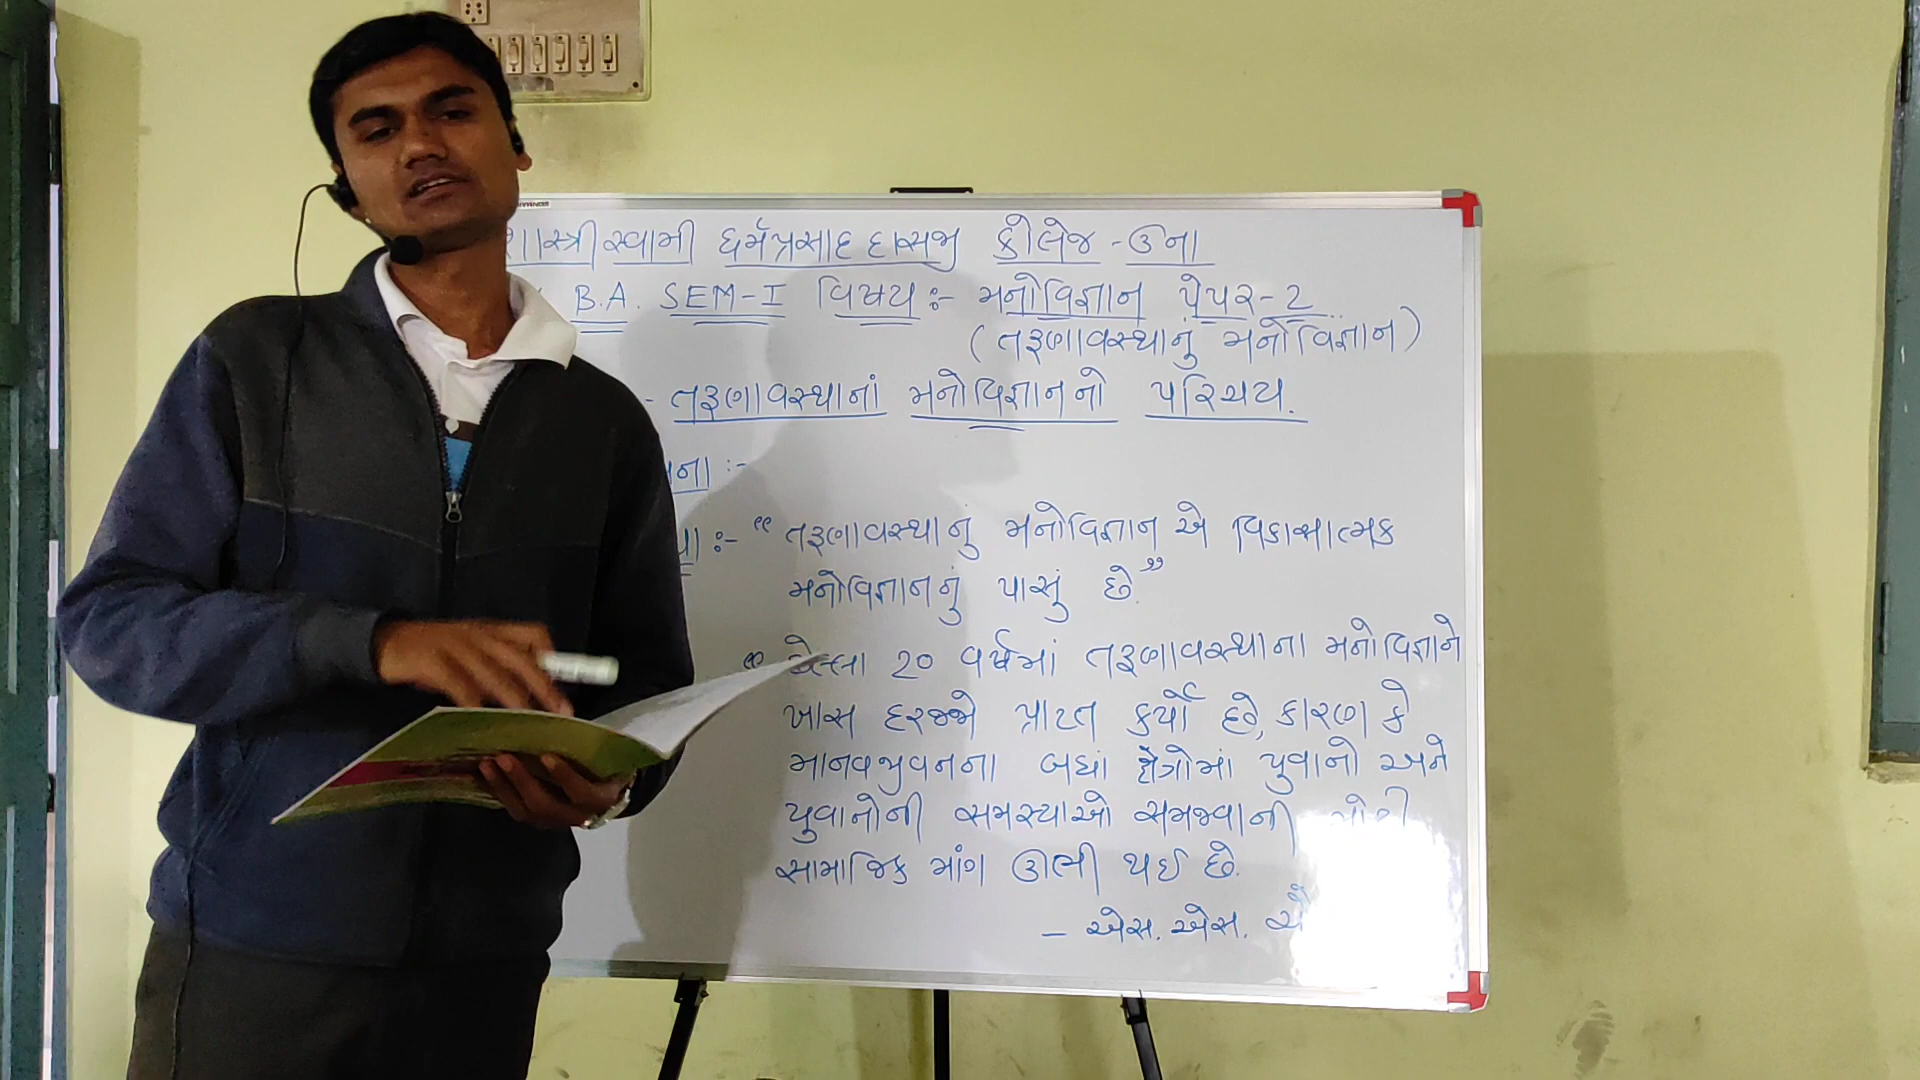 શાસ્ત્રી સ્વામી ધર્મપ્રસાદદાસજી કોલેજ - ઉના
B.A. SEM-I વિષય :- મનોવિજ્ઞાન પેપર-2
(તરૂણાવસ્થાનું મનોવિજ્ઞાન)
- તરૂણાવસ્થાનાં મનોવિજ્ઞાનનો પરિચય.
:- "તરૂણાવસ્થાનું મનોવિજ્ઞાન એ વિકાસાત્મક
મનોવિજ્ઞાનનું પાસું છે."
" છેલ્લા 20 વર્ષમાં તરૂણાવસ્થાના મનોવિજ્ઞાને
ખાસ દરજ્જો પ્રાપ્ત કર્યો છે, કારણ કે
માનવજીવનના બધાં ક્ષેત્રોમાં યુવાનો અને
યુવાનોની સમસ્યાઓ સમજવાની
સામાજિક માંગ ઊભી થઈ છે.
- એસ. એસ.